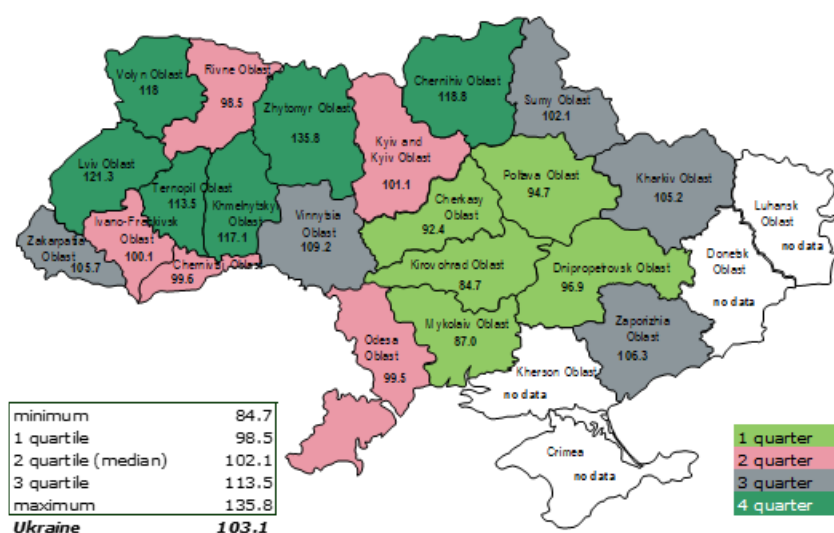 Volyn Oblast
118
Rivne Oblast
98.5
Zhytomyr Oblast
135.8
Kyiv and
Kyiv Oblast
101.1
Chernihiv Oblast
118.8
Sumy Oblast
102.1
Lviv Oblast
121.3
Ternopil Oblast
113.5
Khmelnytskyi
Oblast
117.1
Vinnytsia
Oblast
109.2
Cherkasy
Oblast
92.4
Poltava Oblast
94.7
Kharkiv Oblast
105.2
Luhansk
Oblast
no data
Zakarpattia
Oblast
105.7
Ivano-Frankivsk
Oblast
100.1
Chernivtsi Oblast
99.6
Kirovohrad Oblast
84.7
Dnipropetrovsk Oblast
96.9
Donetsk
Oblast
no data
Odesa
Oblast
99.5
Mykolaiv Oblast
87.0
Zaporizhia
Oblast
106.3
Kherson Oblast
no data
Crimea
no data
minimum 84.7
1 quartile 98.5
2 quartile (median) 102.1
3 quartile 113.5
maximum 135.8
Ukraine 103.1
1 quarter
2 quarter
3 quarter
4 quarter